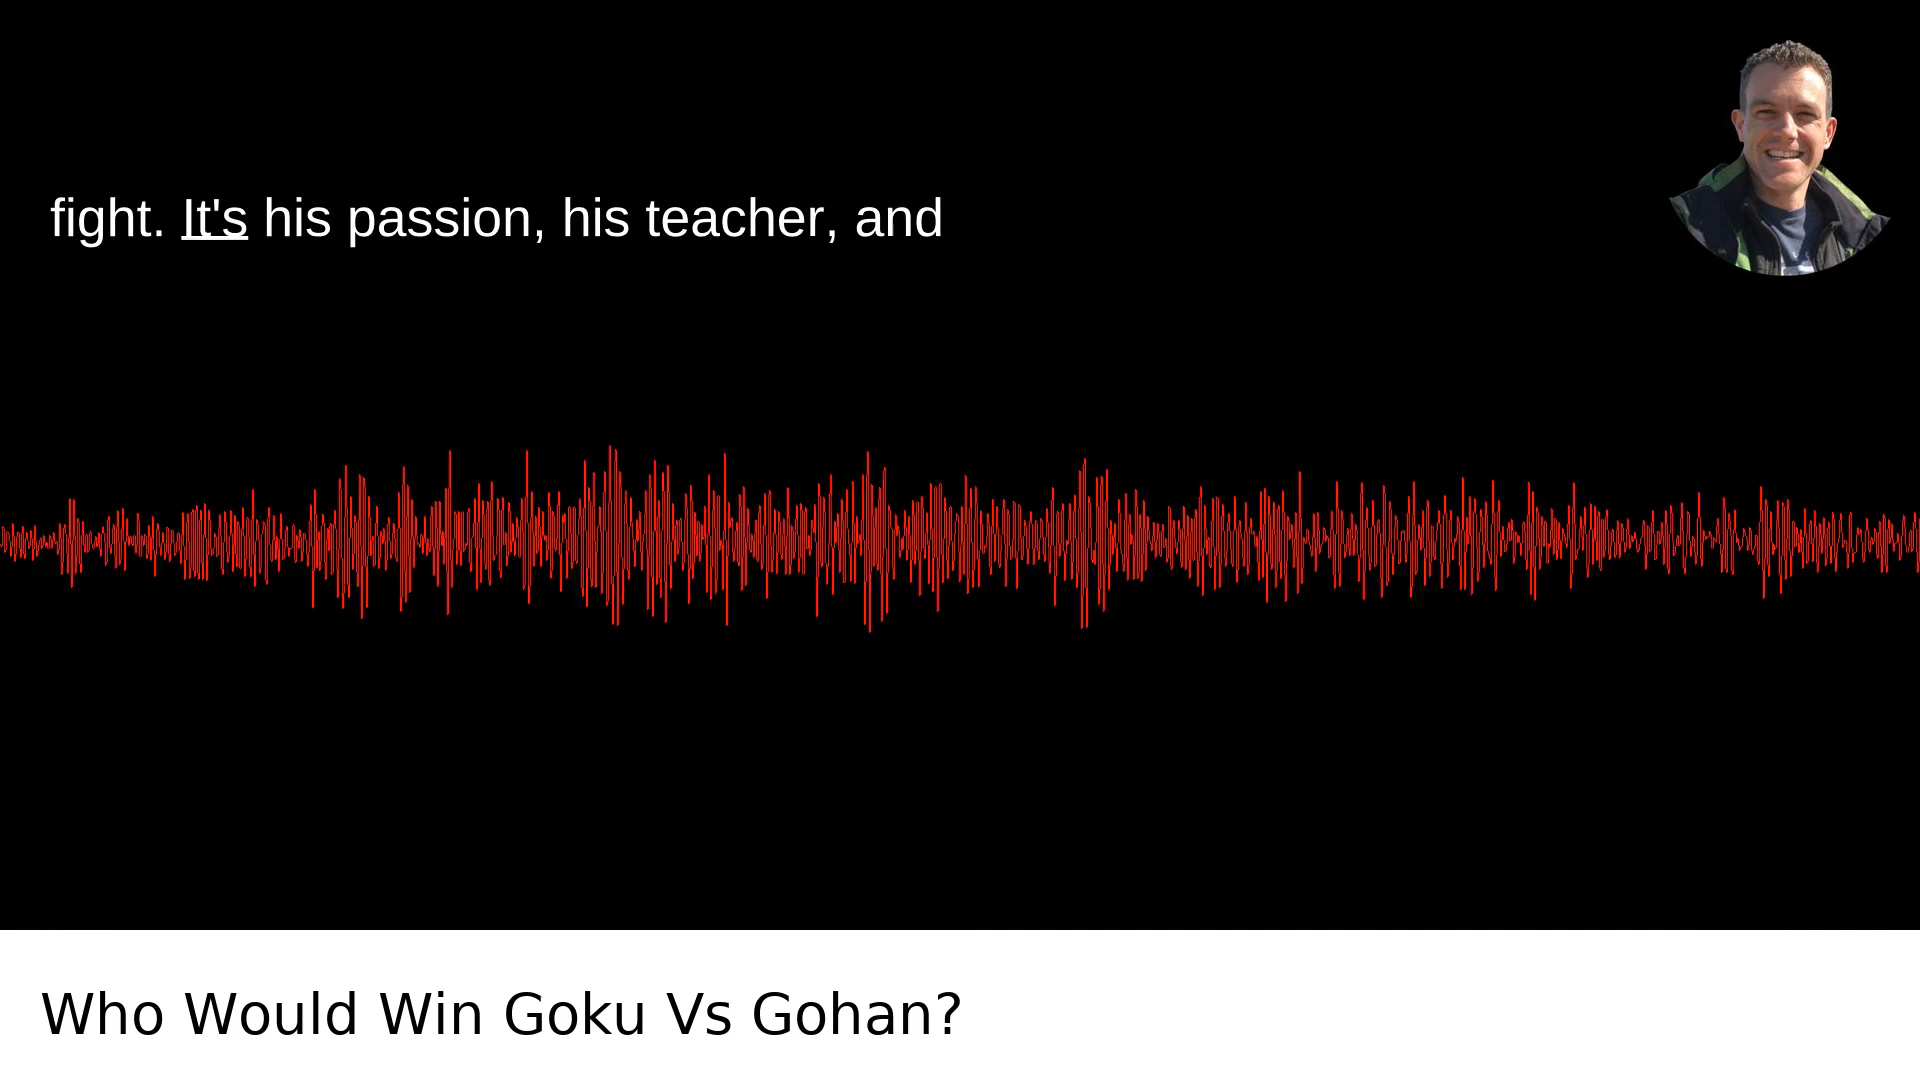 fight. It's his passion, his teacher, and
Who Would Win Goku Vs Gohan?